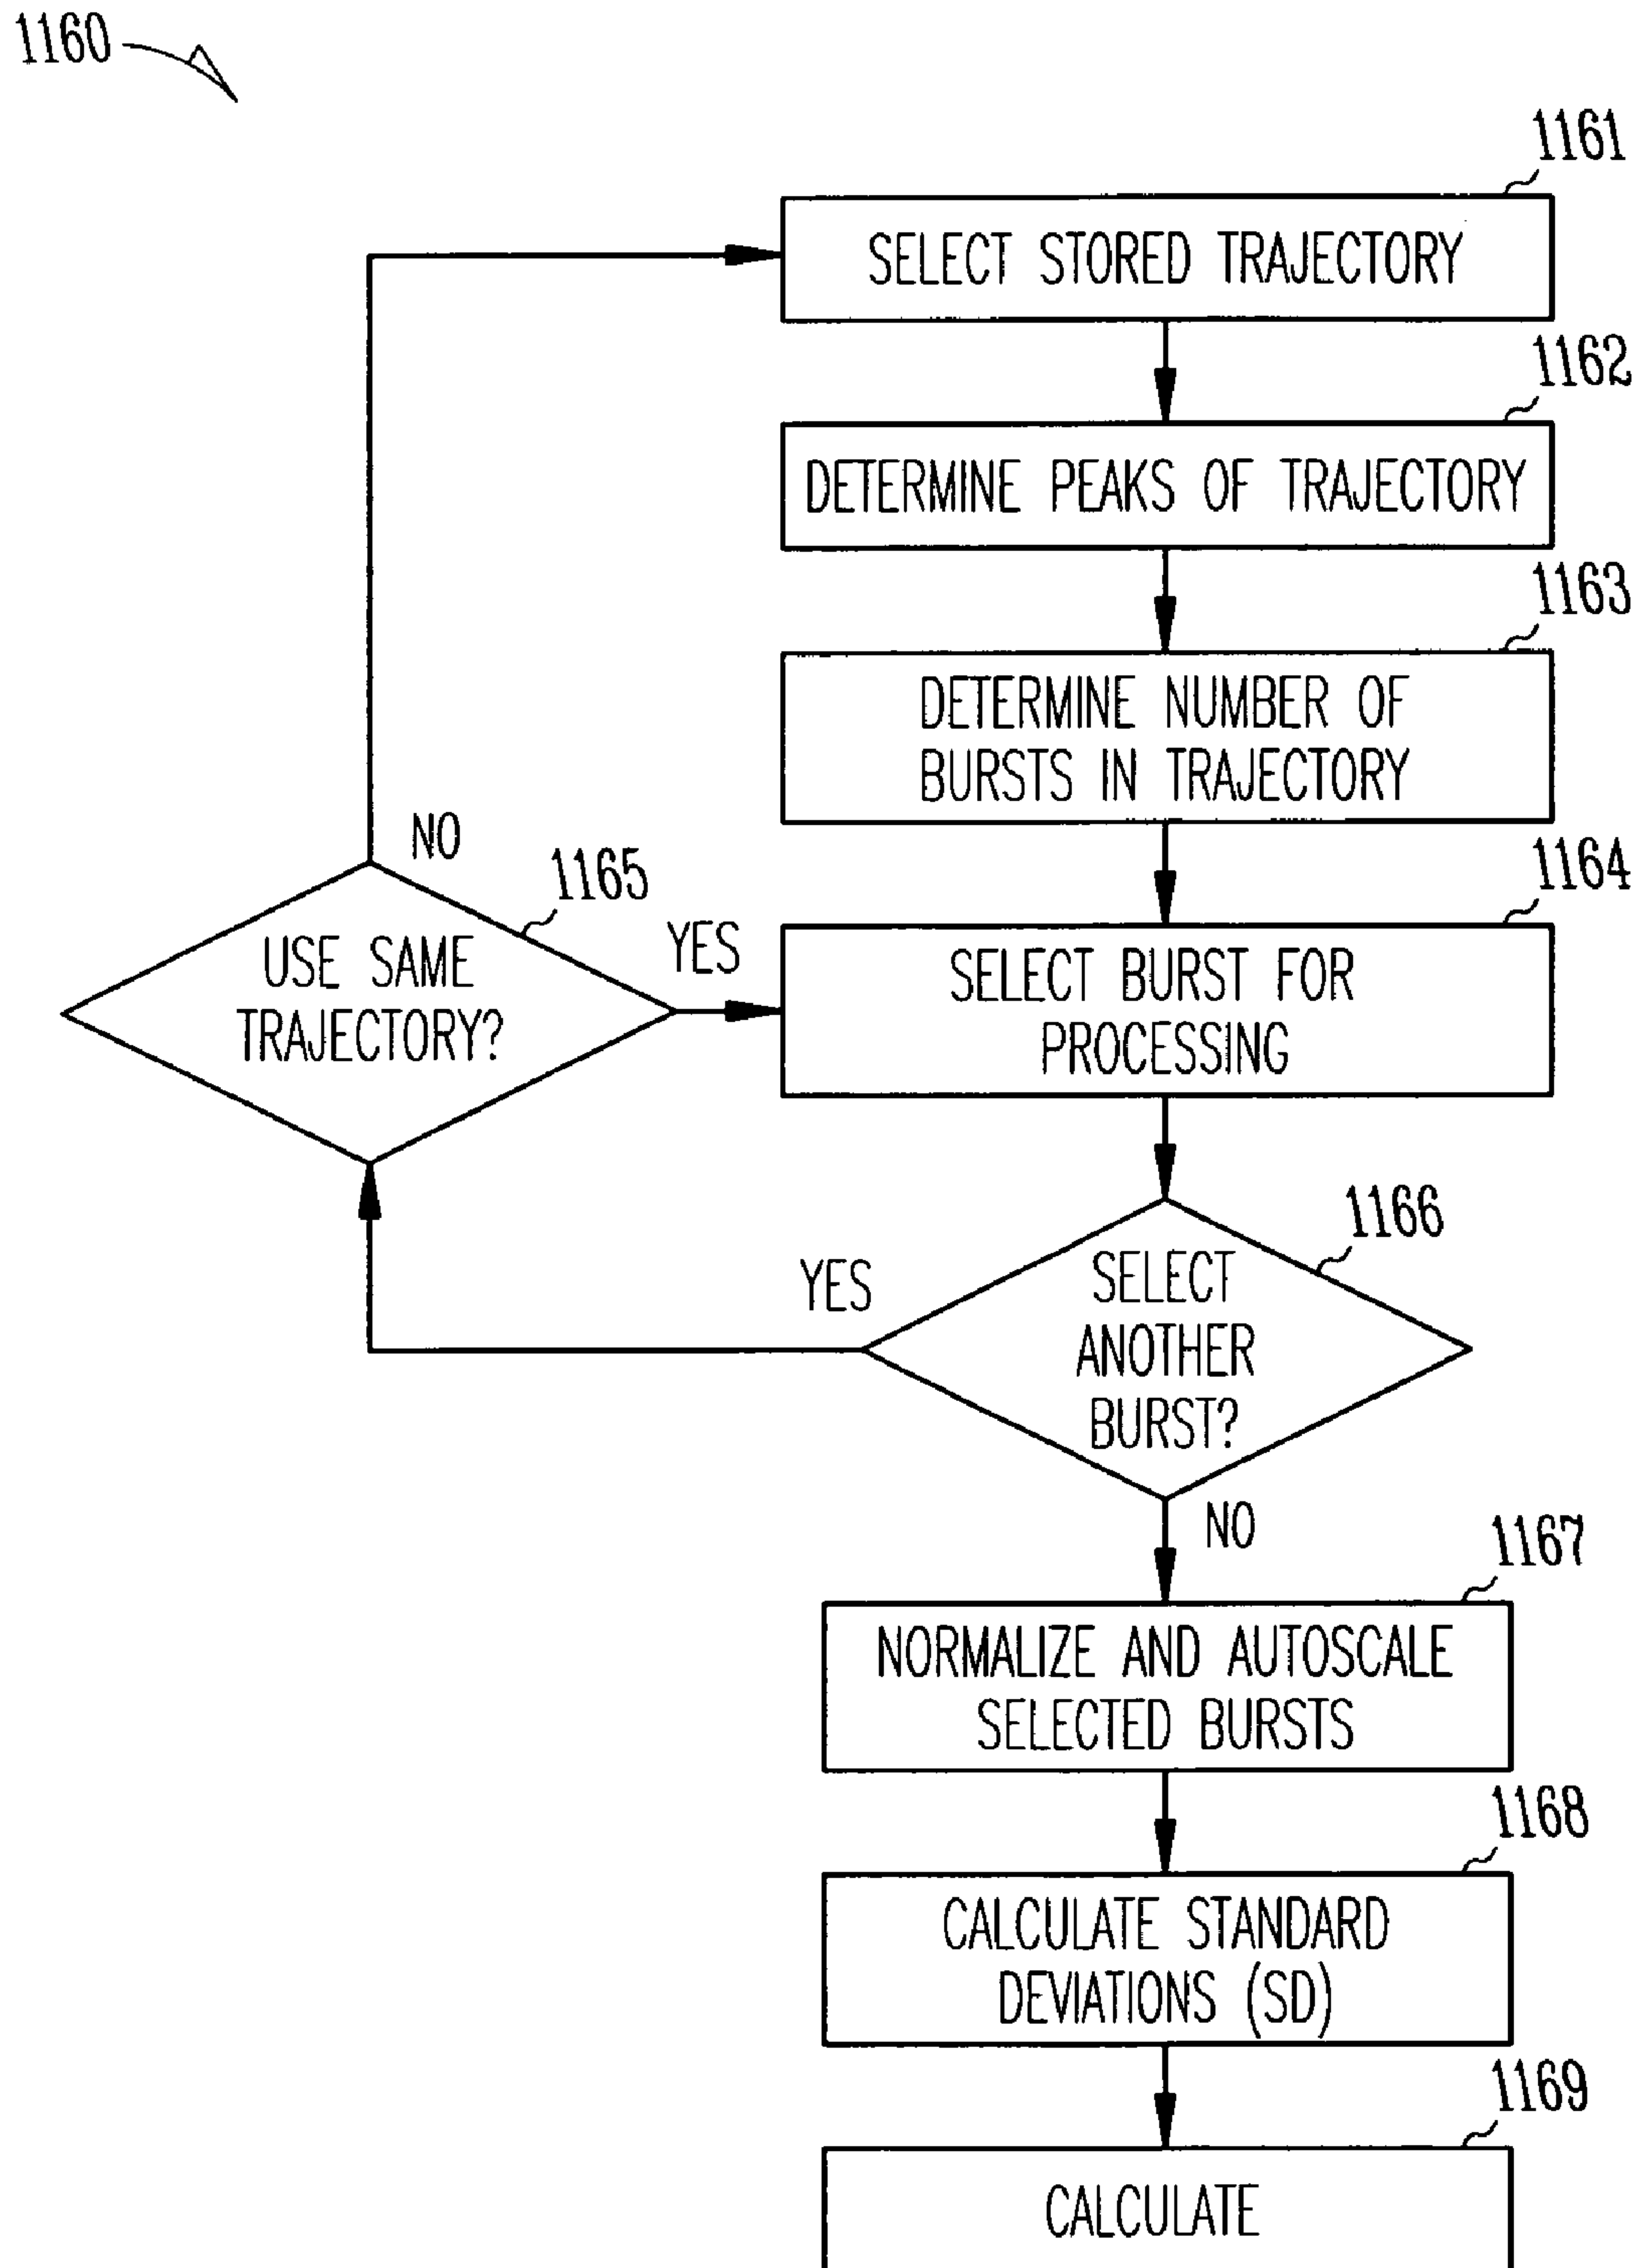 1160
1161
SELECT STORED TRAJECTORY
1162
DETERMINE PEAKS OF TRAJECTORY
1163
DETERMINE NUMBER OF
BURSTS IN TRAJECTORY
NO
1165
USE SAME
TRAJECTORY?
YES
1164
SELECT BURST FOR
PROCESSING
1166
SELECT
ANOTHER
BURST?
YES
NO
1167
NORMALIZE AND AUTOSCALE
SELECTED BURSTS
1168
CALCULATE STANDARD
DEVIATIONS (SD)
1169
CALCULATE